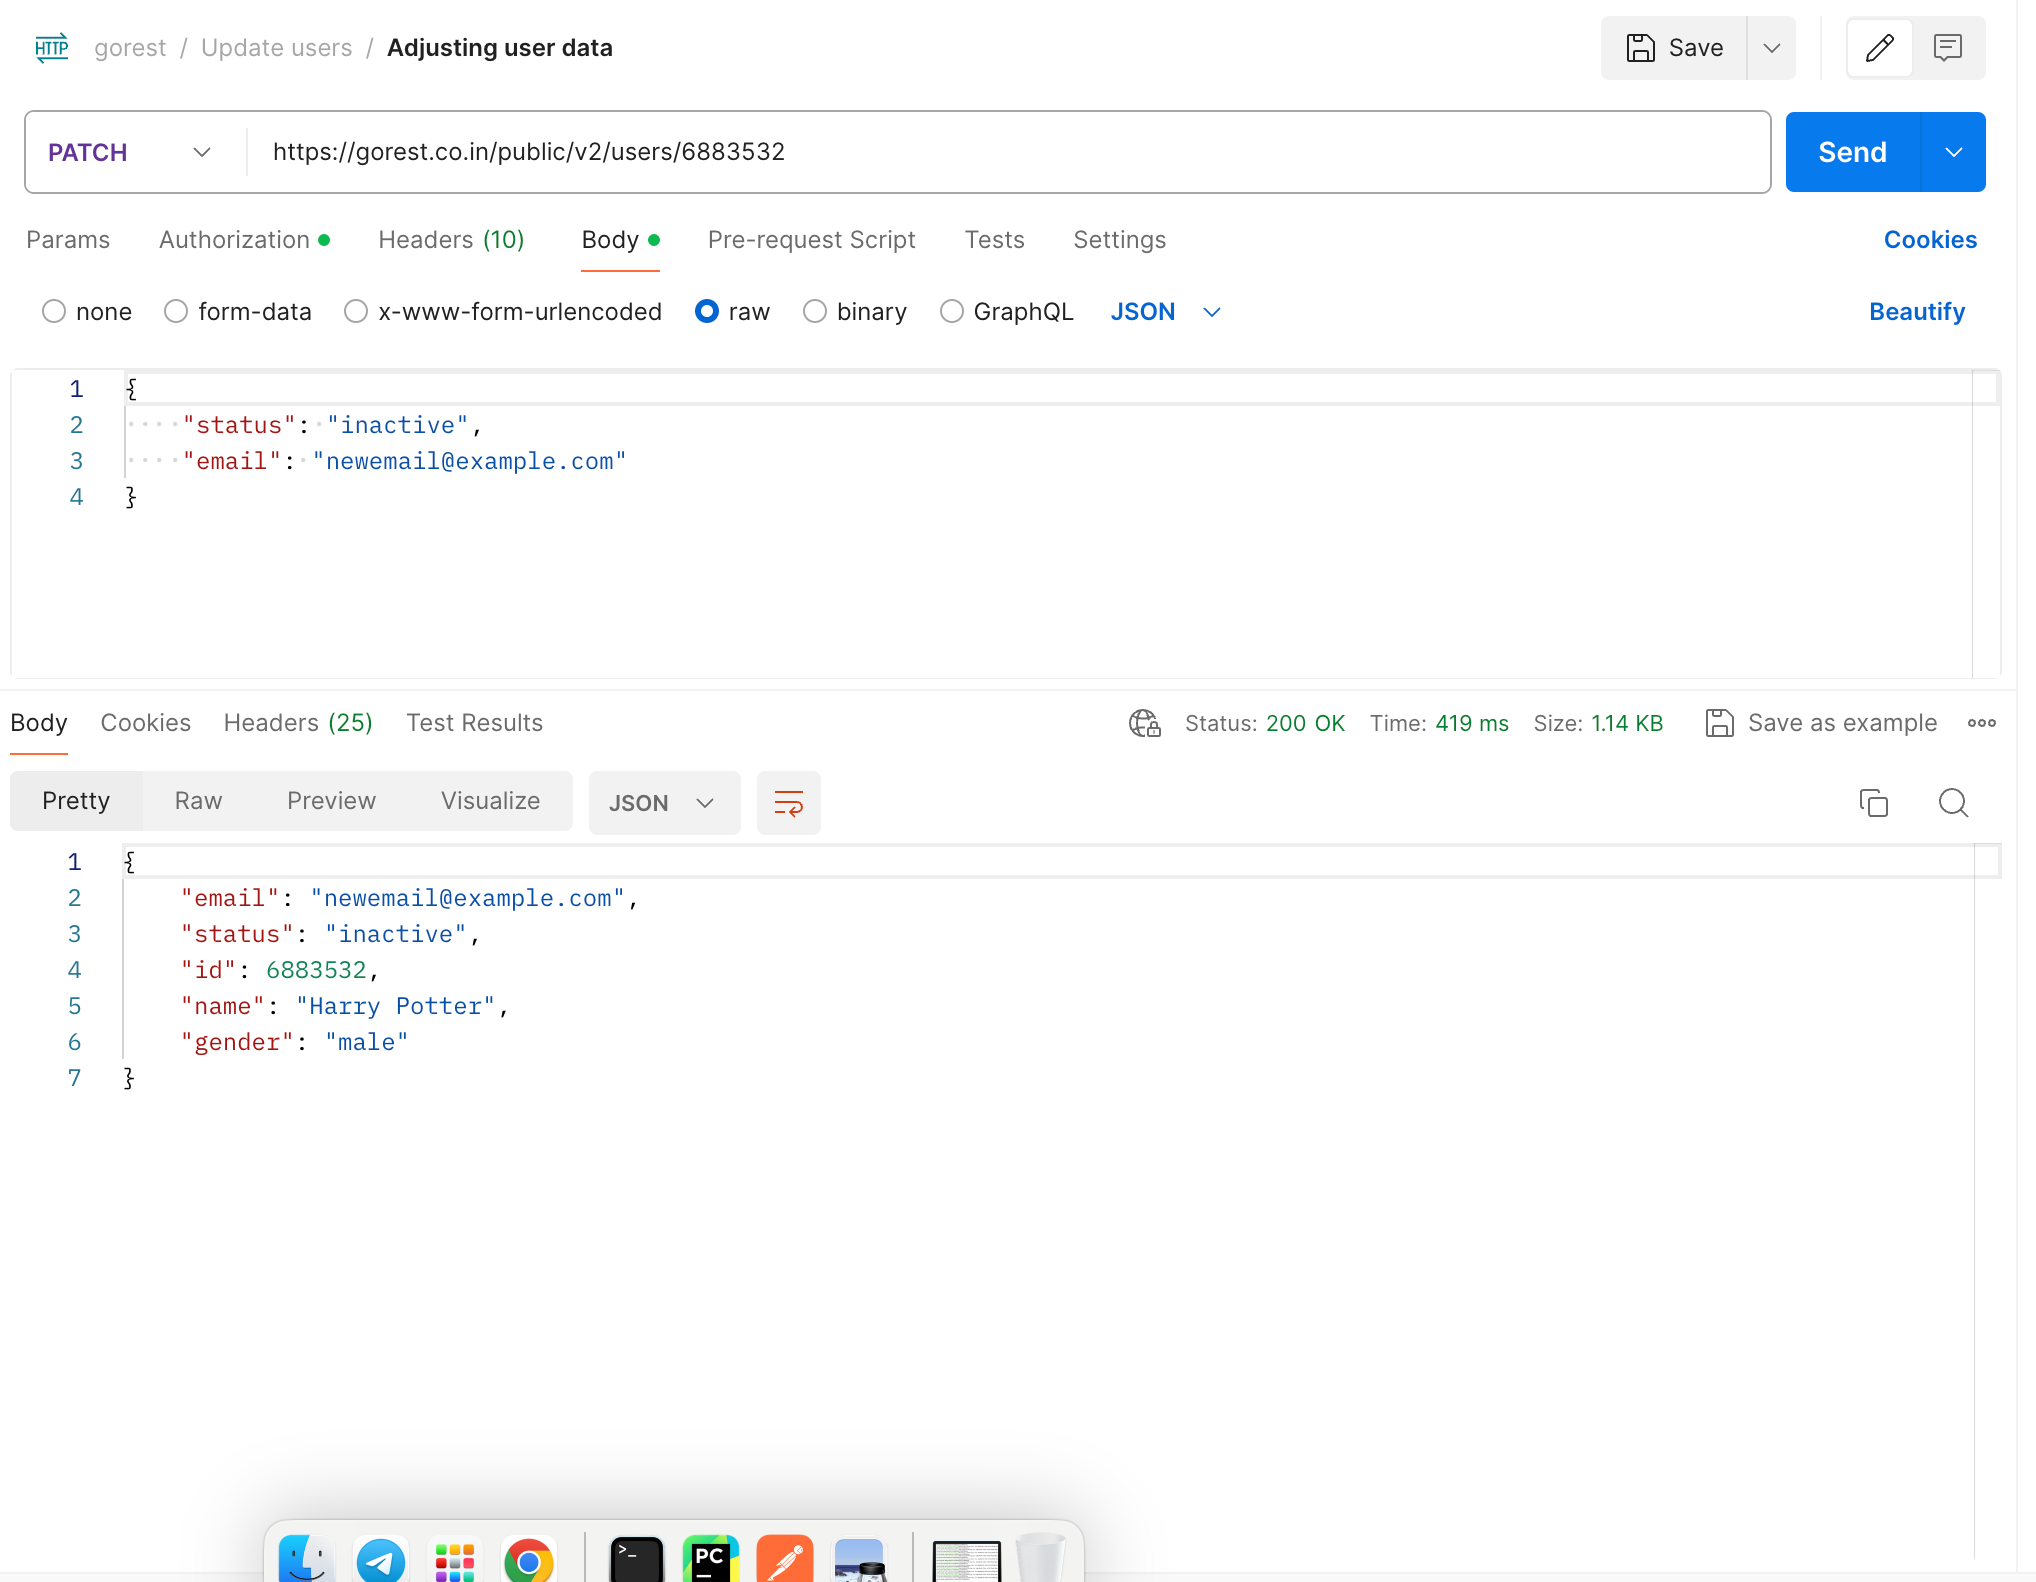 HTTP gorest / Update users / Adjusting user data Save
PATCH https://gorest.co.in/public/v2/users/6883532 Send
Params Authorization Headers (10) Body Pre-request Script Tests Settings Cookies
none form-data x-www-form-urlencoded raw binary GraphQL JSON Beautify
1 {
2 "status": "inactive",
3 "email": "newemail@example.com"
4 }
Body Cookies Headers (25) Test Results Status: 200 OK Time: 419 ms Size: 1.14 KB Save as example
Pretty Raw Preview Visualize JSON
1 {
2 "email": "newemail@example.com",
3 "status": "inactive",
4 "id": 6883532,
5 "name": "Harry Potter",
6 "gender": "male"
7 }
>_ PC